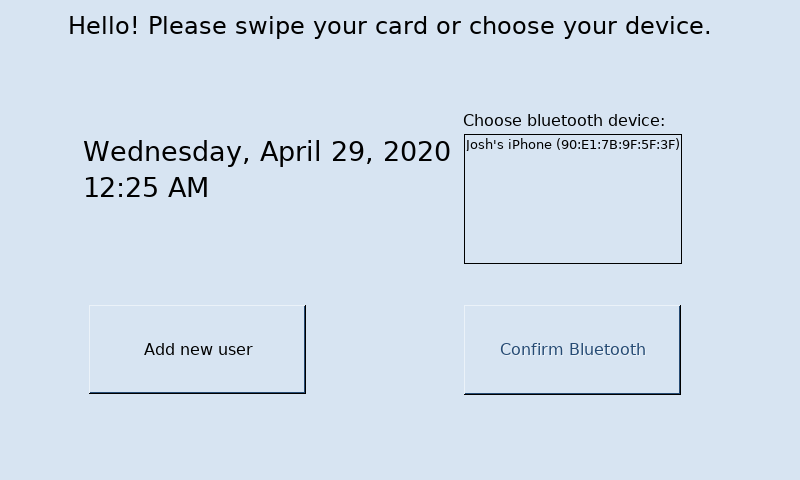 Hello! Please swipe your card or choose your device.
Choose bluetooth device:
Josh's iPhone (90:E1:7B:9F:5F:3F)
Wednesday, April 29, 2020
12:25 AM
Add new user
Confirm Bluetooth